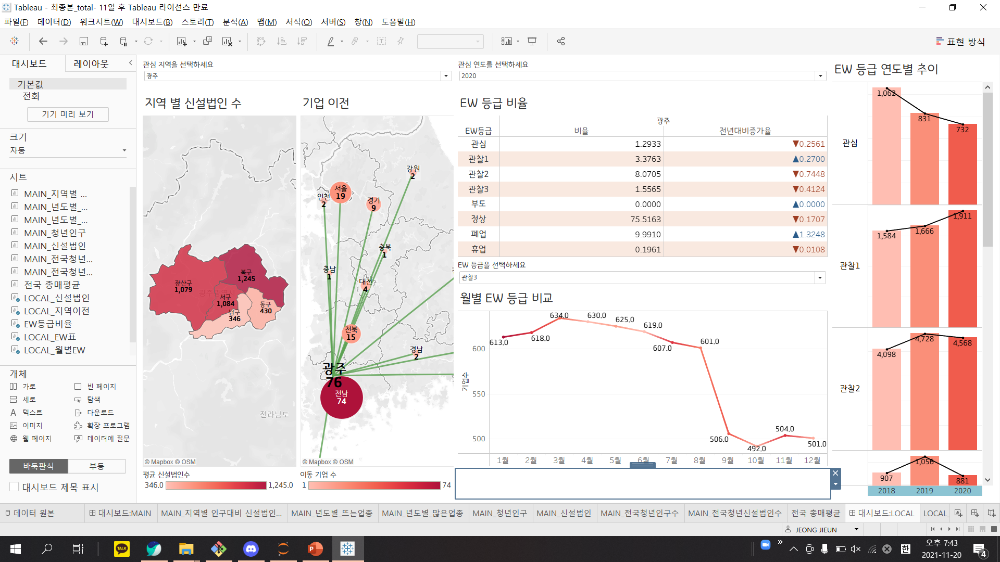 Tableau - 최종본_total- 11일 후 Tableau 라이선스 만료
파일(F) 데이터(D) 워크시트(W) 대시보드(B) 스토리(T) 분석(A) 맵(M) 서식(O) 서버(S) 창(N) 도움말(H)
표현 방식
대시보드 레이아웃
기본값
전화
기기 미리 보기
크기
자동
시트
MAIN_지역별 ...
MAIN_년도별_...
MAIN_년도별_...
MAIN_청년인구
MAIN_신설법인
MAIN_전국청년...
MAIN_전국청년...
전국 총매평균
LOCAL_신설법인
LOCAL_지역이전
EW등급비율
LOCAL_EW표
LOCAL_월별EW
개체
가로 빈 페이지
세로 탐색
A 텍스트 다운로드
이미지 확장 프로그램
웹 페이지 데이터에 질문
바둑판식 부동
대시보드 제목 표시
관심 지역을 선택하세요
광주
지역 별 신설법인 수
북구
1,245
광산구
1,079
광주광역시
서구
1,084
동구
430
남구
346
전라남도
© Mapbox © OSM
평균 신설법인수
346.0 1,245.0
기업 이전
강원
2
서울
19
인천
2
경기
9
충북
1
충남
1
대전
4
전북
15
경남
2
광주
76
전남
74
© Mapbox © OSM
이동 기업 수
1 74
관심 연도를 선택하세요
2020
EW 등급 비율
광주
EW등급 비율 전년대비증가율
관심 1.2933 ▼0.2561
관찰1 3.3763 ▲0.2700
관찰2 8.0705 ▼0.7448
관찰3 1.5565 ▼0.4124
부도 0.0000 ▲0.0000
정상 75.5163 ▼0.1707
폐업 9.9910 ▲1.3248
휴업 0.1961 ▼0.0108
EW 등급을 선택하세요
관찰3
월별 EW 등급 비교
기업수
600
550
500
613.0 618.0 634.0 630.0 625.0 619.0 607.0 601.0 506.0 492.0 504.0 501.0
1월 2월 3월 4월 5월 6월 7월 8월 9월 10월 11월 12월
EW 등급 연도별 추이
관심
1,062 831 732
관찰1
1,584 1,666 1,911
관찰2
4,098 4,728 4,568
907 1,056 881
2018 2019 2020
데이터 원본 대시보드:MAIN MAIN_지역별 인구대비 신설법인... MAIN_년도별_뜨는업종 MAIN_년도별_많은업종 MAIN_청년인구 MAIN_신설법인 MAIN_전국청년인구수 MAIN_전국청년신설법인수 전국 총매평균 대시보드:LOCAL LOCAL_
JEONG JIEUN
TALK
한
오후 7:43
2021-11-20
4